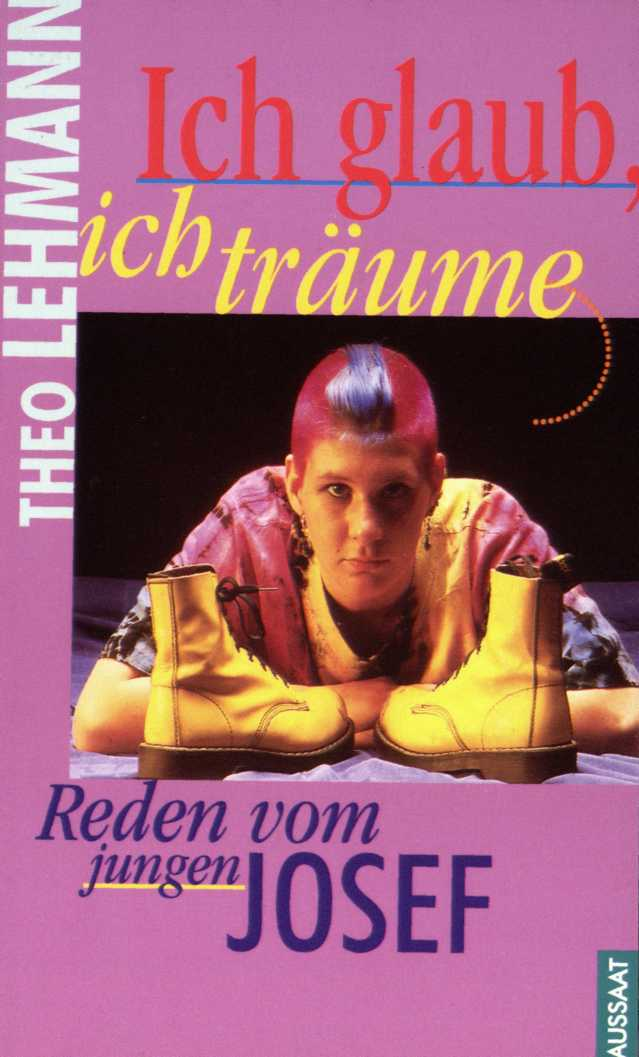 THEO LEHMANN
Ich glaub,
ich träume
Reden vom
jungen JOSEF
AUSSAAT